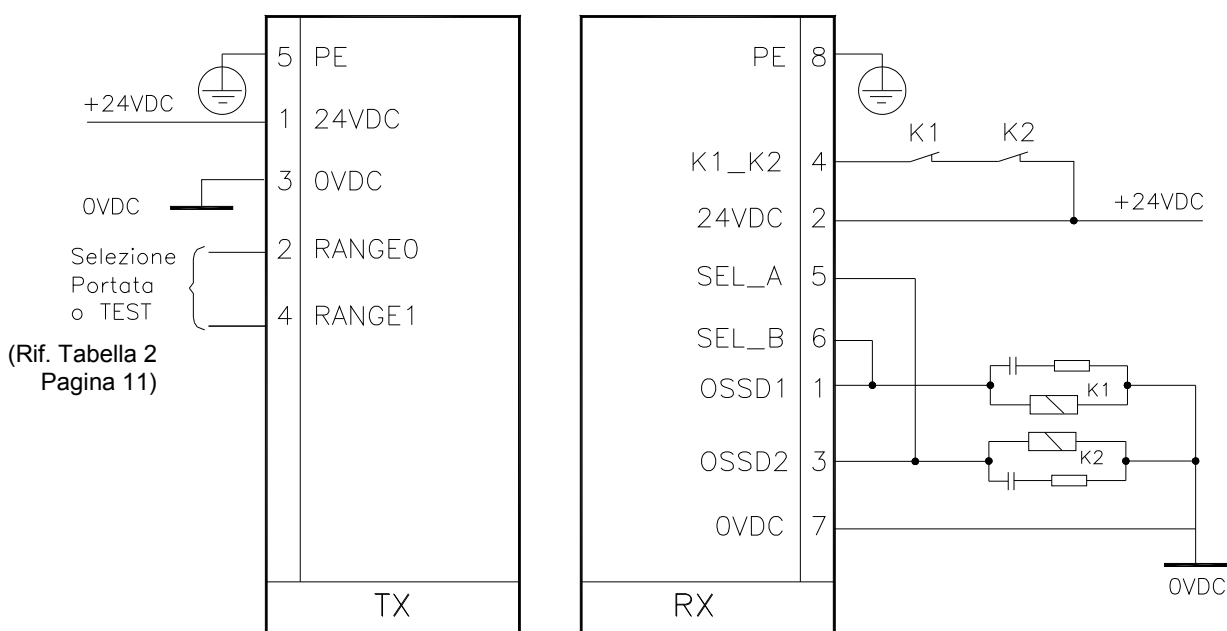 5 PE
+24VDC
1 24VDC
3 0VDC
0VDC
Selezione
Portata
o TEST
2 RANGE0
4 RANGE1
(Rif. Tabella 2
Pagina 11)
TX
PE 8
K1 K2
K1_K2 4
24VDC 2
+24VDC
SEL_A 5
SEL_B 6
OSSD1 1
K1
OSSD2 3
K2
0VDC 7
0VDC
RX